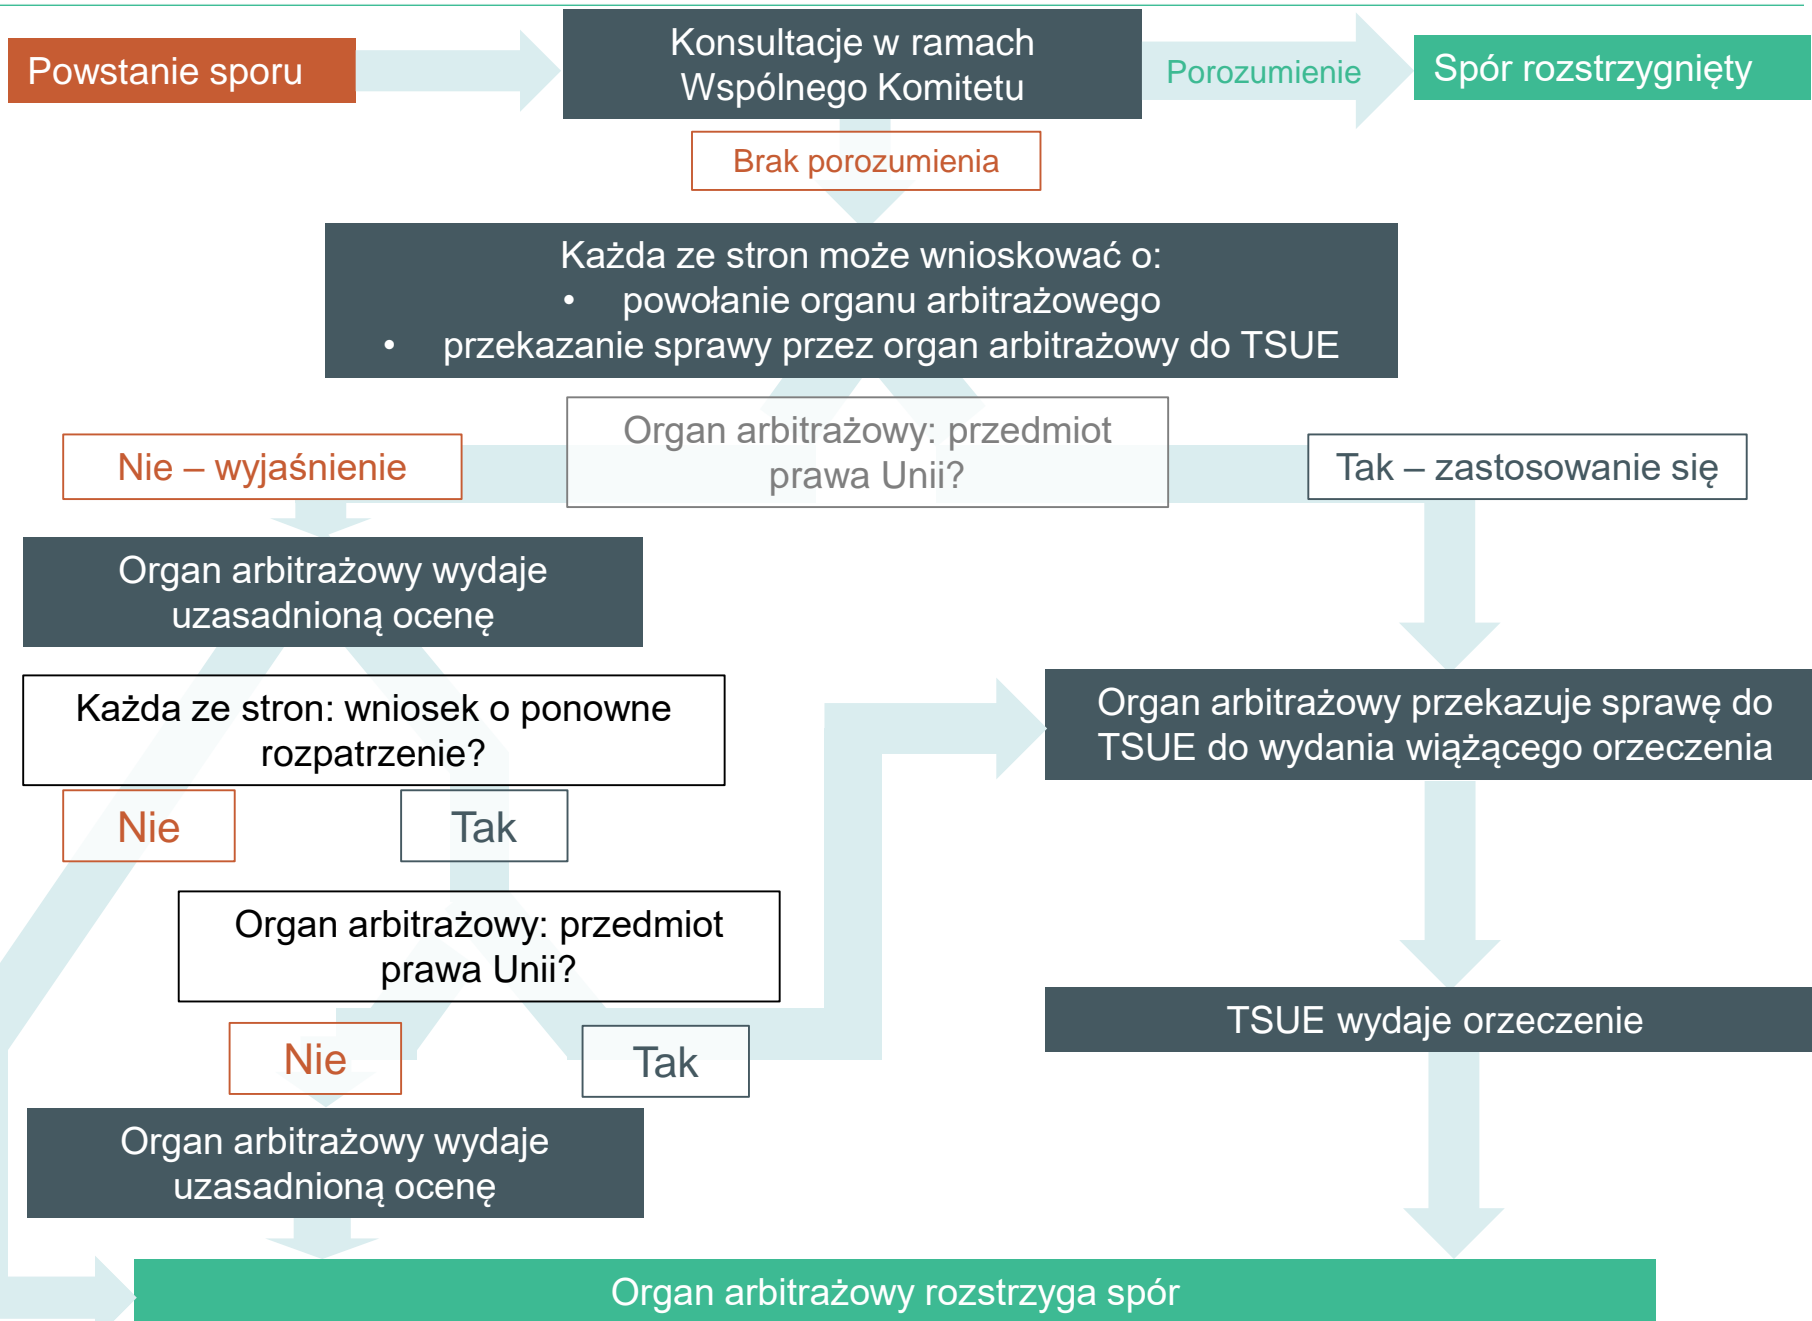 Powstanie sporu
Konsultacje w ramach
Wspólnego Komitetu
Porozumienie
Spór rozstrzygnięty
Brak porozumienia
Każda ze stron może wnioskować o:
• powołanie organu arbitrażowego
• przekazanie sprawy przez organ arbitrażowy do TSUE
Organ arbitrażowy: przedmiot
prawa Unii?
Nie – wyjaśnienie
Tak – zastosowanie się
Organ arbitrażowy wydaje
uzasadnioną ocenę
Każda ze stron: wniosek o ponowne
rozpatrzenie?
Organ arbitrażowy przekazuje sprawę do
TSUE do wydania wiążącego orzeczenia
Nie
Tak
Organ arbitrażowy: przedmiot
prawa Unii?
TSUE wydaje orzeczenie
Nie
Tak
Organ arbitrażowy wydaje
uzasadnioną ocenę
Organ arbitrażowy rozstrzyga spór